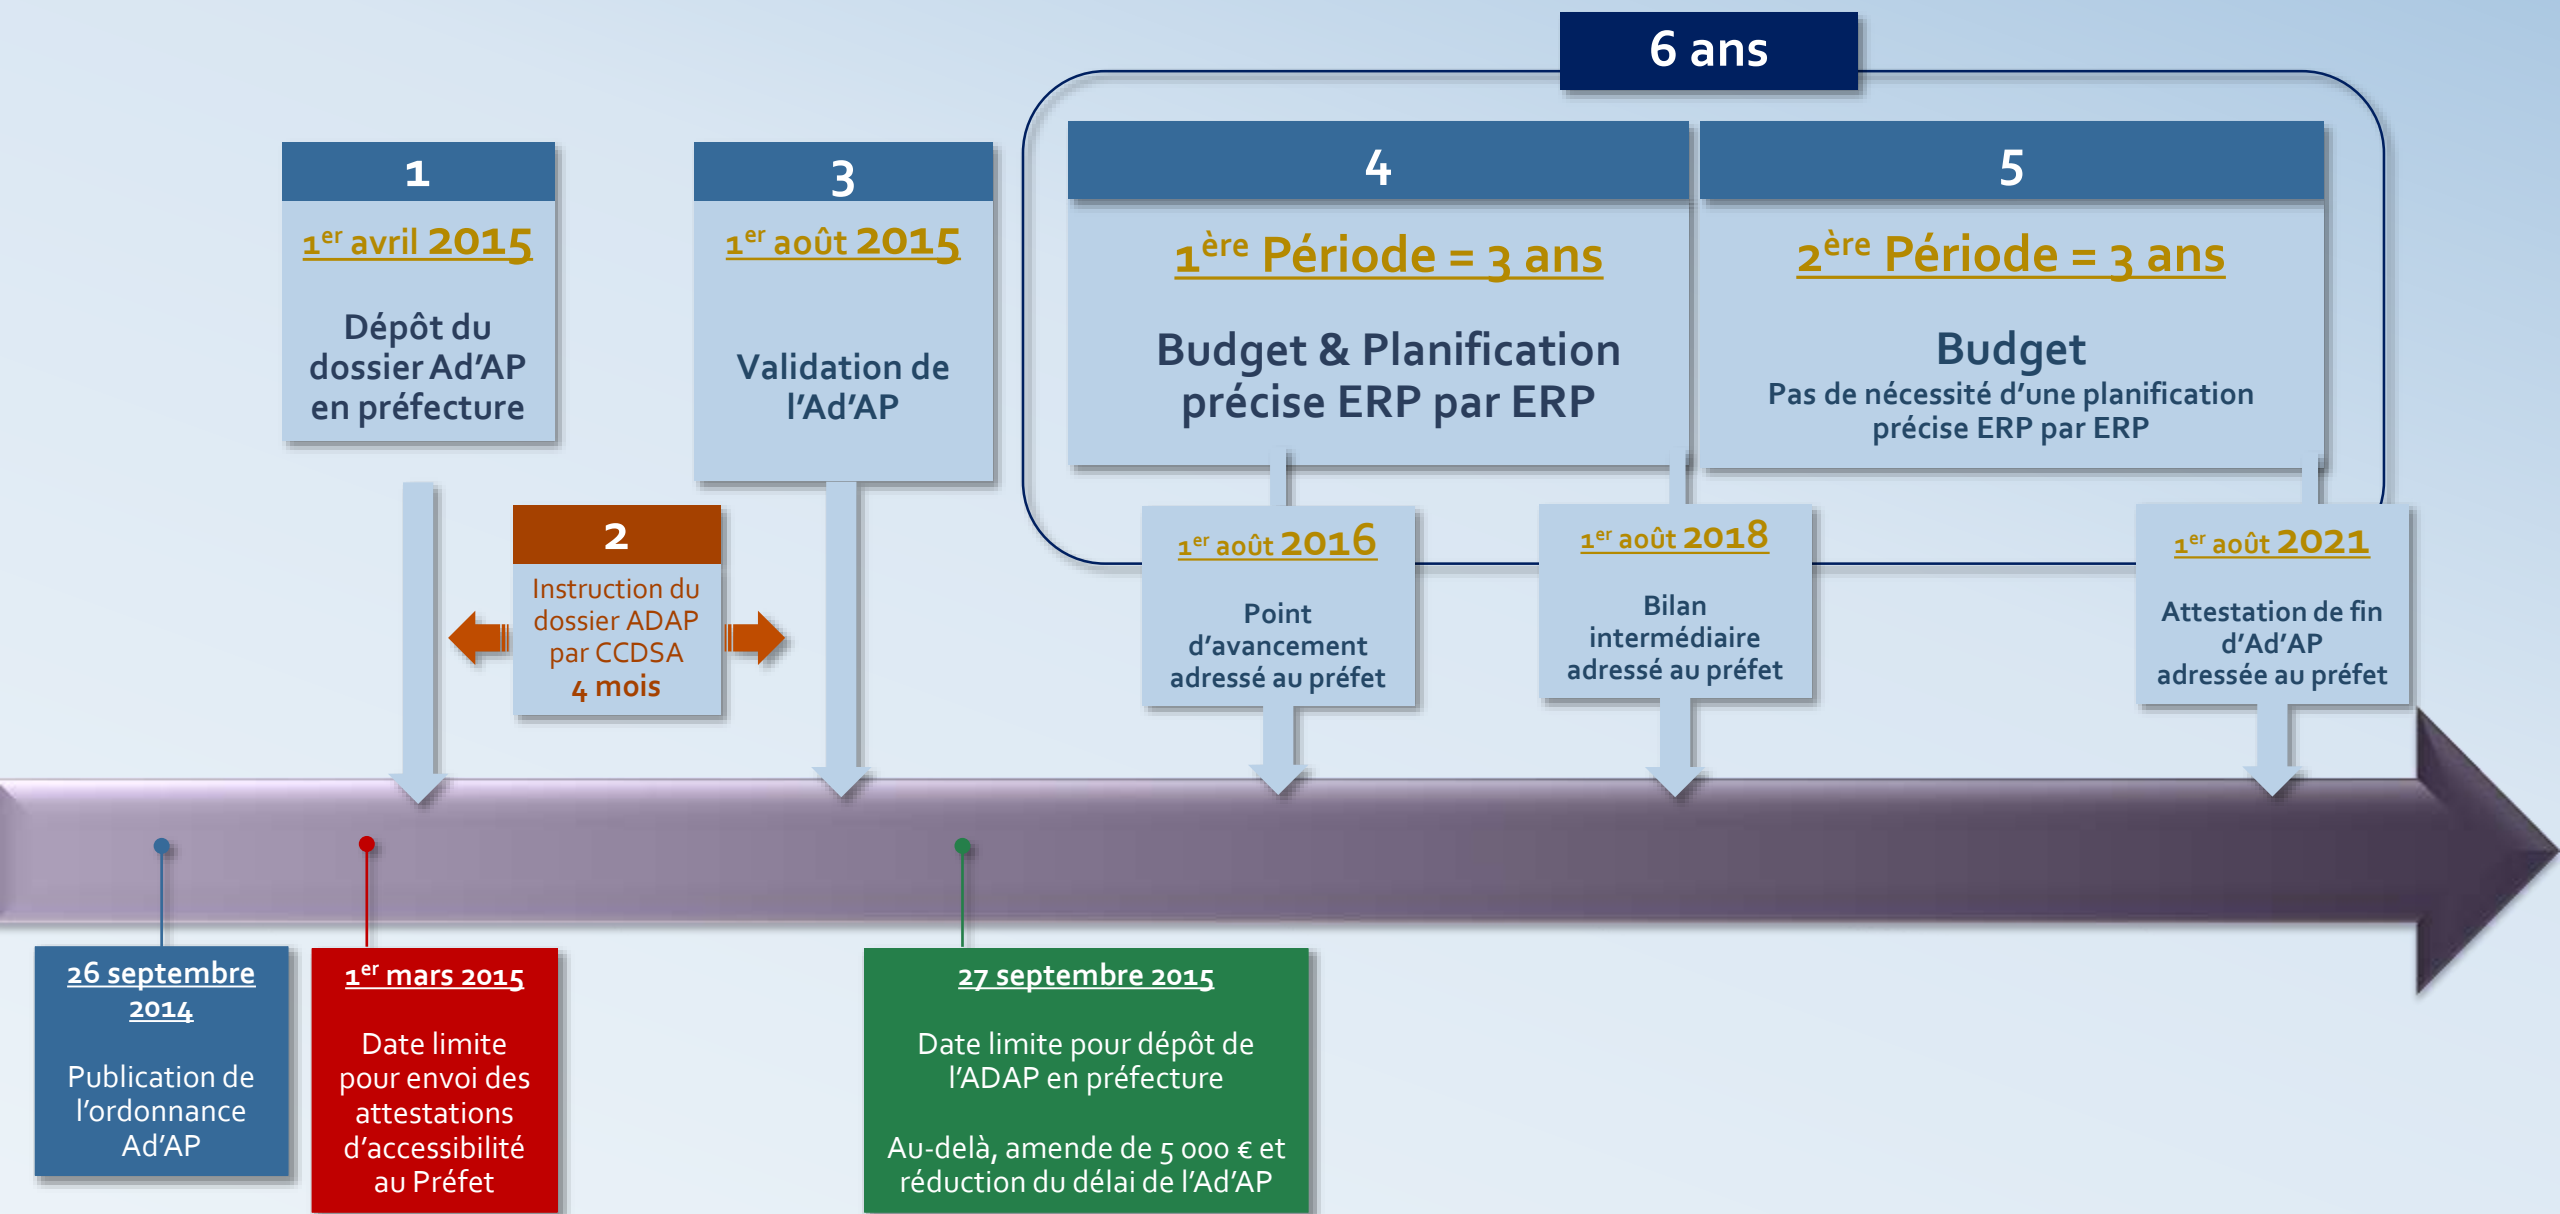 6 ans
1
1er avril 2015
Dépôt du
dossier Ad’AP
en préfecture
2
Instruction du
dossier ADAP
par CCDSA
4 mois
3
1er août 2015
Validation de
l’Ad’AP
4
1ère Période = 3 ans
Budget & Planification
précise ERP par ERP
5
2ère Période = 3 ans
Budget
Pas de nécessité d’une planification
précise ERP par ERP
1er août 2016
Point
d’avancement
adressé au préfet
1er août 2018
Bilan
intermédiaire
adressé au préfet
1er août 2021
Attestation de fin
d’Ad’AP
adressée au préfet
26 septembre
2014
Publication de
l’ordonnance
Ad’AP
1er mars 2015
Date limite
pour envoi des
attestations
d’accessibilité
au Préfet
27 septembre 2015
Date limite pour dépôt de
l’ADAP en préfecture
Au-delà, amende de 5 000 € et
réduction du délai de l’Ad’AP